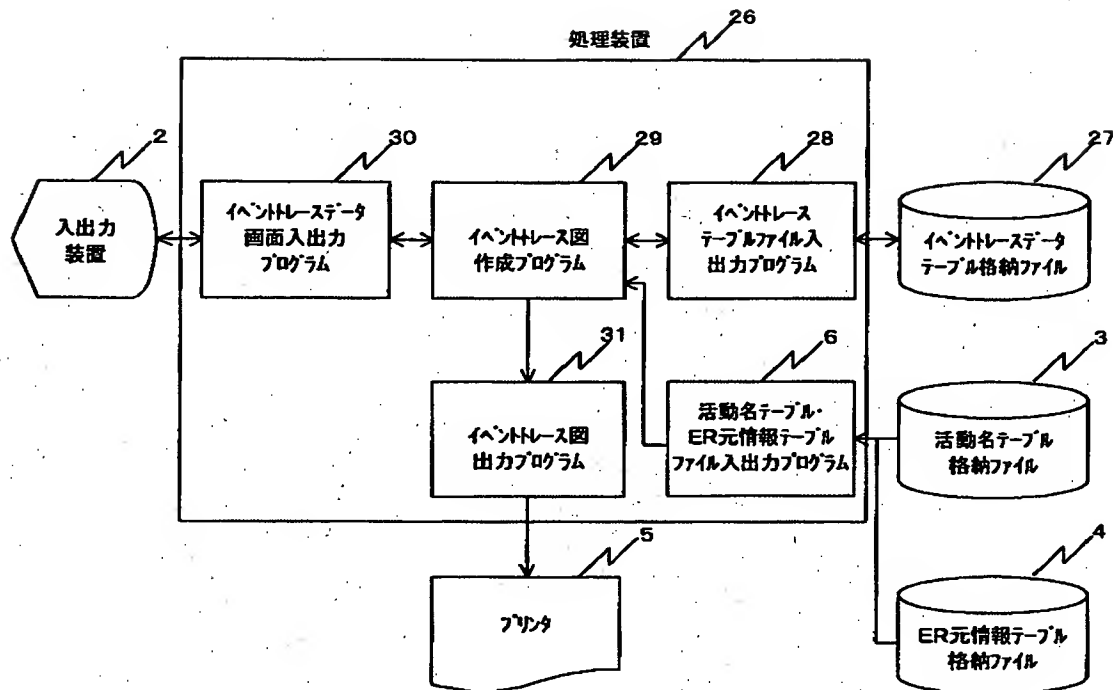 処理装置
26
2
30
29
28
27
入出力
装置
イベントトレースデータ
画面入出力
プログラム
イベントトレース図
作成プログラム
イベントトレース
テーブルファイル入
出力プログラム
イベントトレースデータ
テーブル格納ファイル
31
6
3
イベントトレース図
出力プログラム
活動名テーブル・
ER元情報テーブル
ファイル入出力プログラム
活動名テーブル
格納ファイル
5
4
プリンタ
ER元情報テーブル
格納ファイル